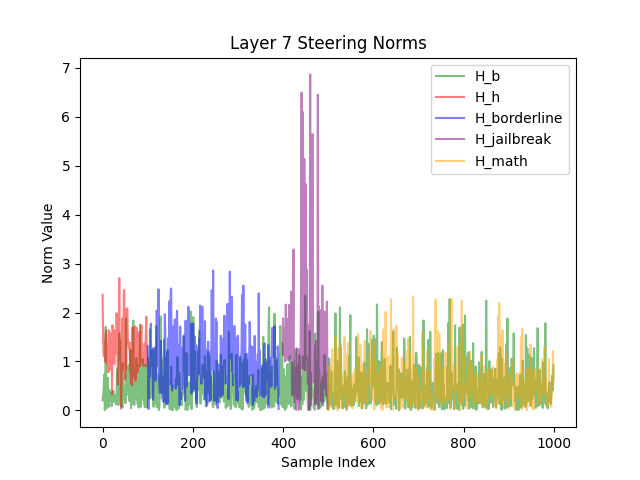 Layer 7 Steering Norms
Norm Value
7
6
5
4
3
2
1
0
H_b
H_h
H_borderline
H_jailbreak
H_math
0 200 400 600 800 1000
Sample Index